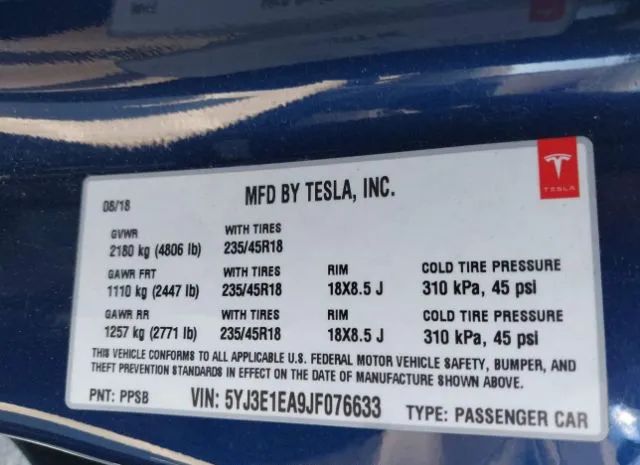 MFD BY TESLA, INC.
TESLA
08/18
GVWR WITH TIRES
2180 kg (4806 lb) 235/45R18
GAWR FRT WITH TIRES RIM COLD TIRE PRESSURE
1110 kg (2447 lb) 235/45R18 18X8.5 J 310 kPa, 45 psi
GAWR RR WITH TIRES RIM COLD TIRE PRESSURE
1257 kg (2771 lb) 235/45R18 18X8.5 J 310 kPa, 45 psi
THIS VEHICLE CONFORMS TO ALL APPLICABLE U.S. FEDERAL MOTOR VEHICLE SAFETY, BUMPER, AND
THEFT PREVENTION STANDARDS IN EFFECT ON THE DATE OF MANUFACTURE SHOWN ABOVE.
PNT: PPSB VIN: 5YJ3E1EA9JF076633 TYPE: PASSENGER CAR